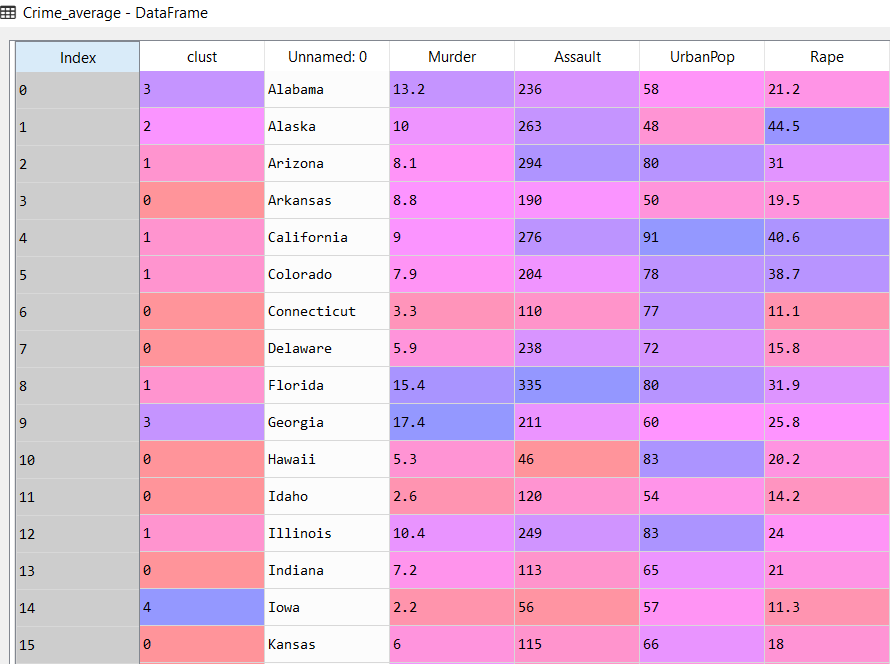 Crime_average - DataFrame
Index clust Unnamed: 0 Murder Assault UrbanPop Rape
0 3 Alabama 13.2 236 58 21.2
1 2 Alaska 10 263 48 44.5
2 1 Arizona 8.1 294 80 31
3 0 Arkansas 8.8 190 50 19.5
4 1 California 9 276 91 40.6
5 1 Colorado 7.9 204 78 38.7
6 0 Connecticut 3.3 110 77 11.1
7 0 Delaware 5.9 238 72 15.8
8 1 Florida 15.4 335 80 31.9
9 3 Georgia 17.4 211 60 25.8
10 0 Hawaii 5.3 46 83 20.2
11 0 Idaho 2.6 120 54 14.2
12 1 Illinois 10.4 249 83 24
13 0 Indiana 7.2 113 65 21
14 4 Iowa 2.2 56 57 11.3
15 0 Kansas 6 115 66 18